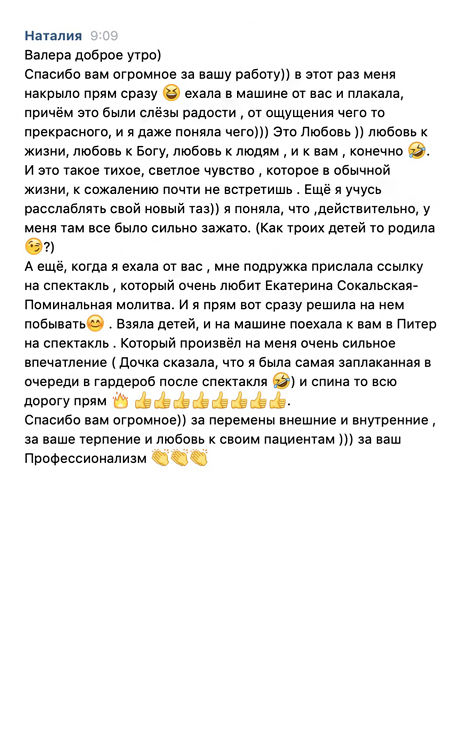 Наталия 9:09
Валера доброе утро)
Спасибо вам огромное за вашу работу)) в этот раз меня
накрыло прям сразу 😆 ехала в машине от вас и плакала,
причём это были слёзы радости , от ощущения чего то
прекрасного, и я даже поняла чего))) Это Любовь )) любовь к
жизни, любовь к Богу, любовь к людям , и к вам , конечно 🤣.
И это такое тихое, светлое чувство , которое в обычной
жизни, к сожалению почти не встретишь . Ещё я учусь
расслаблять свой новый таз)) я поняла, что ,действительно, у
меня там все было сильно зажато. (Как троих детей то родила
😉?)
А ещё, когда я ехала от вас , мне подружка прислала ссылку
на спектакль , который очень любит Екатерина Сокальская-
Поминальная молитва. И я прям вот сразу решила на нем
побывать😊 . Взяла детей, и на машине поехала к вам в Питер
на спектакль . Который произвёл на меня очень сильное
впечатление ( Дочка сказала, что я была самая заплаканная в
очереди в гардероб после спектакля 🤣) и спина то всю
дорогу прям 🔥 👍👍👍👍👍👍👍👍.
Спасибо вам огромное)) за перемены внешние и внутренние ,
за ваше терпение и любовь к своим пациентам ))) за ваш
Профессионализм 👏👏👏